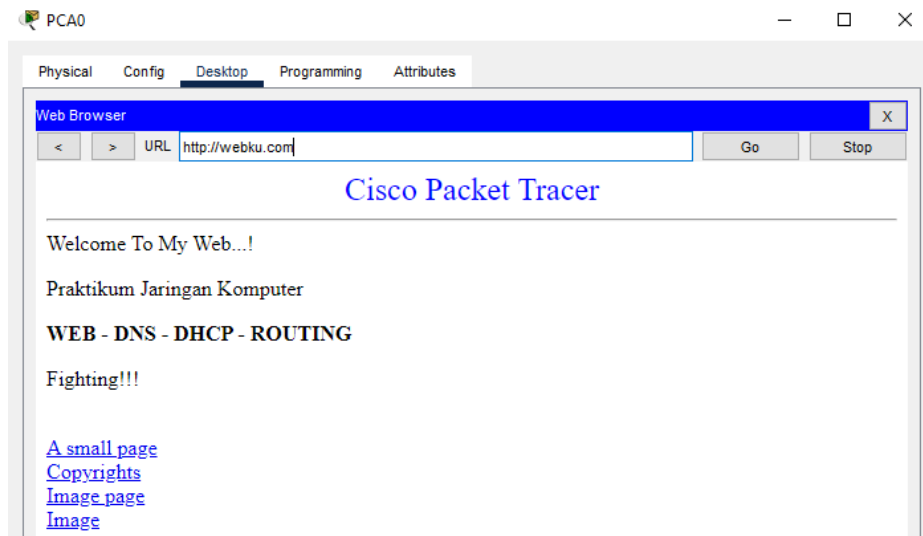 PCA0
Physical Config Desktop Programming Attributes
Web Browser X
< > URL http://webku.com Go Stop
Cisco Packet Tracer
Welcome To My Web...!
Praktikum Jaringan Komputer
WEB - DNS - DHCP - ROUTING
Fighting!!!
A small page
Copyrights
Image page
Image